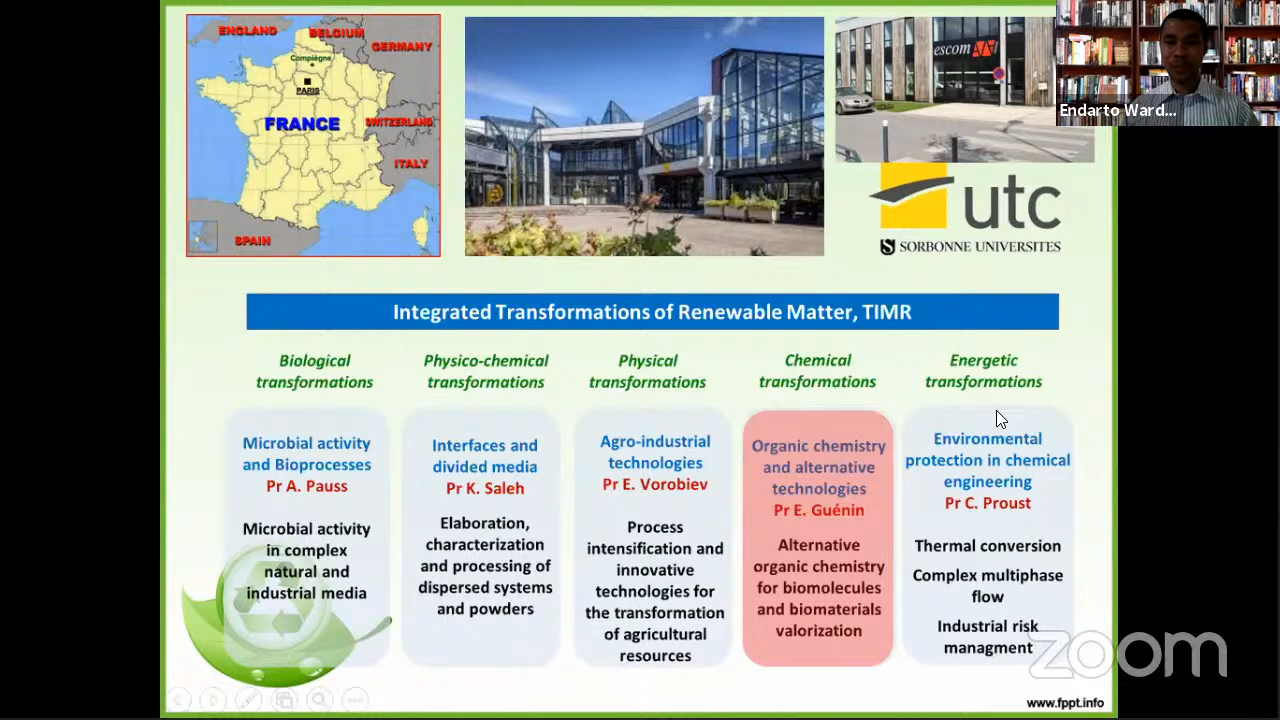 ENGLAND
BELGIUM
GERMANY
Compiègne
PARIS
FRANCE
SWITZERLAND
ITALY
SPAIN
escom
Endarto Ward...
utc
S SORBONNE UNIVERSITES
Integrated Transformations of Renewable Matter, TIMR
Biological
transformations
Microbial activity
and Bioprocesses
Pr A. Pauss
Microbial activity
in complex
natural and
industrial media
Physico-chemical
transformations
Interfaces and
divided media
Pr K. Saleh
Elaboration,
characterization
and processing of
dispersed systems
and powders
Physical
transformations
Agro-industrial
technologies
Pr E. Vorobiev
Process
intensification and
innovative
technologies for
the transformation
of agricultural
resources
Chemical
transformations
Organic chemistry
and alternative
technologies
Pr E. Guénin
Alternative
organic chemistry
for biomolecules
and biomaterials
valorization
Energetic
transformations
Environmental
protection in chemical
engineering
Pr C. Proust
Thermal conversion
Complex multiphase
flow
Industrial risk
managment
zoom
www.fppt.info